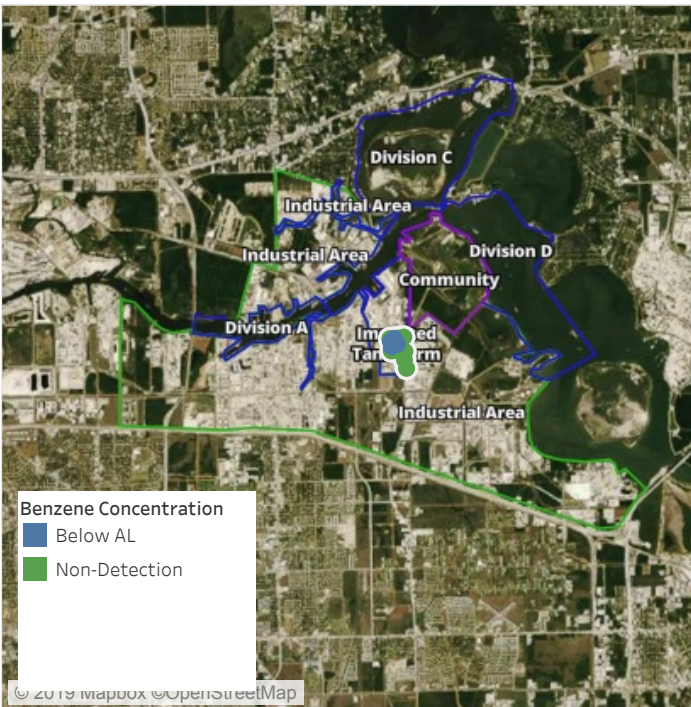 Division C
Industrial Area
Industrial Area
Division D
Community
Division A
Industrial Area
Benzene Concentration
Below AL
Non-Detection
© 2019 Mapbox ©OpenStreetMap